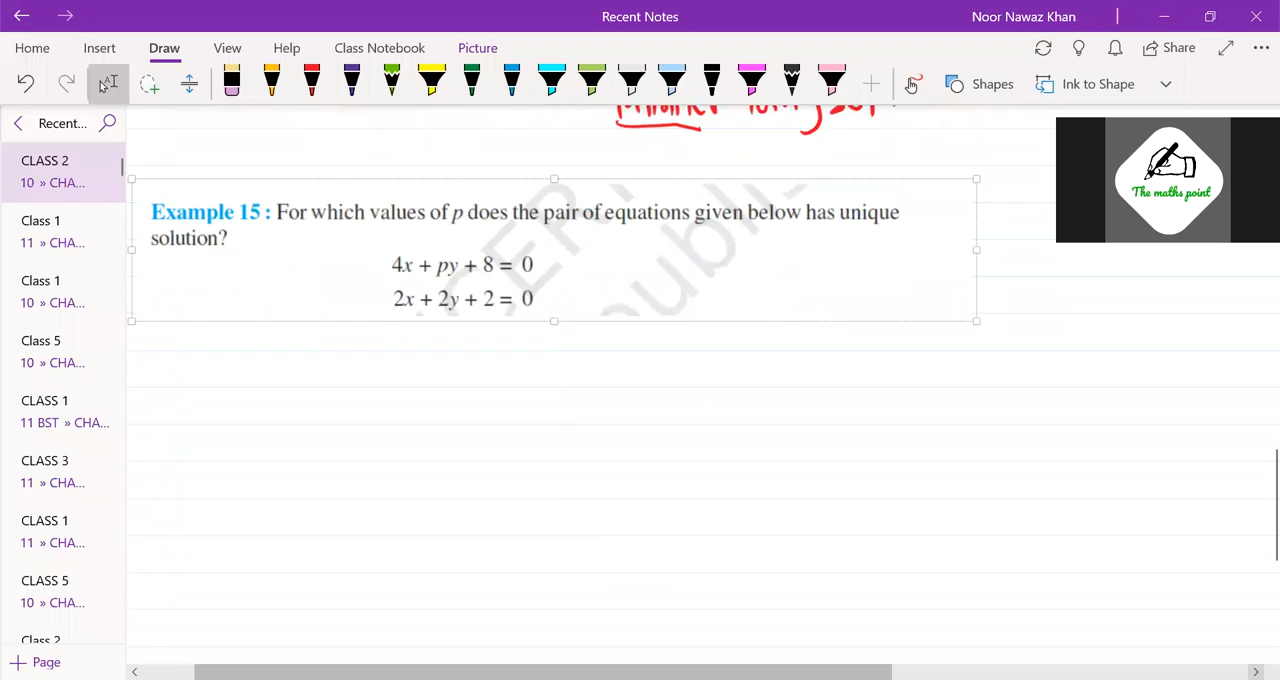 Recent Notes
Noor Nawaz Khan
Home Insert Draw View Help Class Notebook Picture
Share
Shapes
Ink to Shape
Recent...
CLASS 2
10 » CHA...
Class 1
11 » CHA...
Class 1
10 » CHA...
Class 5
10 » CHA...
CLASS 1
11 BST » CHA...
CLASS 3
11 » CHA...
CLASS 1
11 » CHA...
CLASS 5
10 » CHA...
Class 2
Page
The maths point
Example 15 : For which values of p does the pair of equations given below has unique
solution?
4x + py + 8 = 0
2x + 2y + 2 = 0